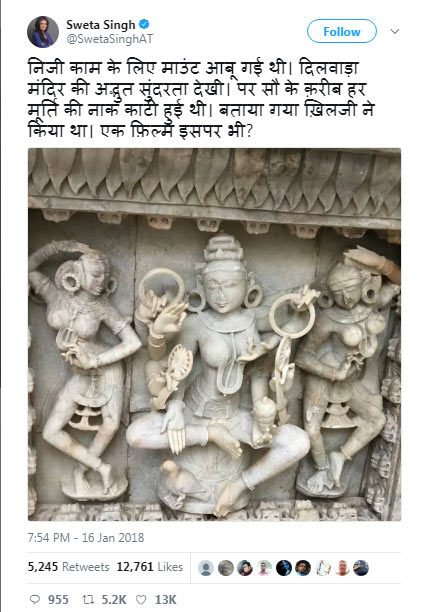 Sweta Singh
@SwetaSinghAT
Follow
निजी काम के लिए माउंट आबू गई थी। दिलवाड़ा
मंदिर की अद्भुत सुंदरता देखी। पर सौ के क़रीब हर
मूर्ति की नाक काटी हुई थी। बताया गया ख़िलजी ने
किया था। एक फ़िल्म इसपर भी?
7:54 PM - 16 Jan 2018
5,245 Retweets 12,761 Likes
955 5.2K 13K